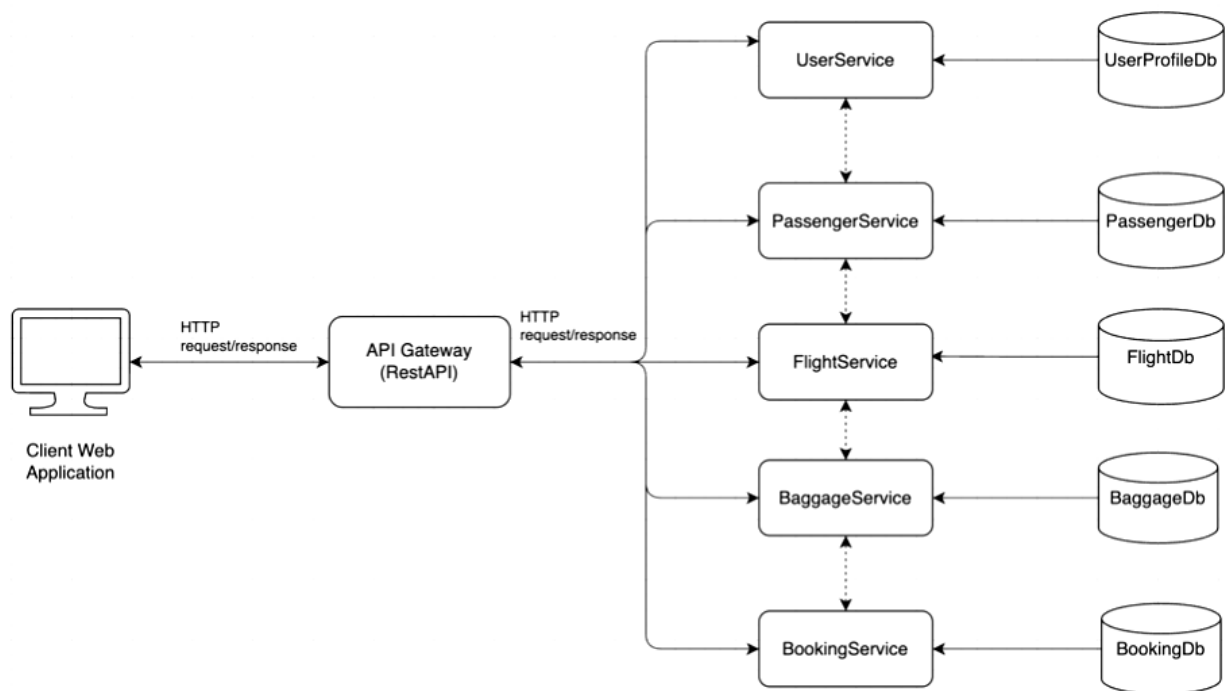 UserService
UserProfileDb
PassengerService
PassengerDb
HTTP
request/response
API Gateway
(RestAPI)
HTTP
request/response
FlightService
FlightDb
Client Web
Application
BaggageService
BaggageDb
BookingService
BookingDb